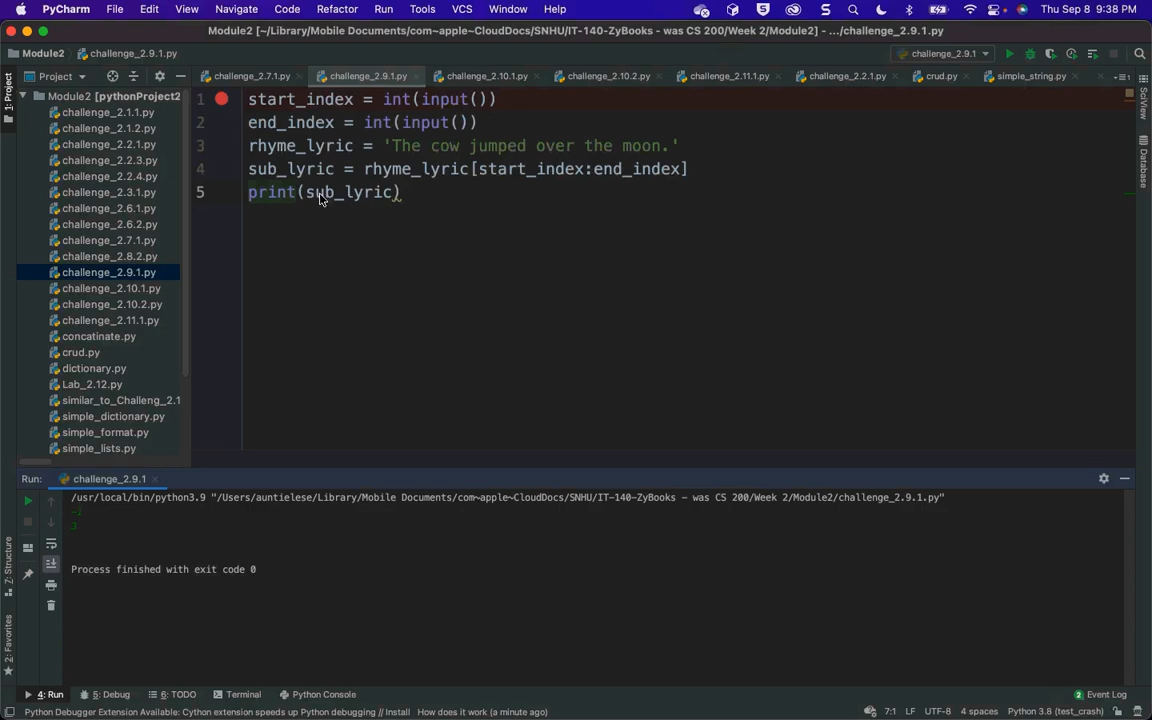 PyCharm File Edit View Navigate Code Refactor Run Tools VCS Window Help Thu Sep 8 9:38 PM
Module2 [~/Library/Mobile Documents/com~apple~CloudDocs/SNHU/IT-140-ZyBooks - was CS 200/Week 2/Module2] - .../challenge_2.9.1.py
Module2 challenge_2.9.1.py challenge_2.9.1
Project challenge_2.7.1.py challenge_2.9.1.py challenge_2.10.1.py challenge_2.10.2.py challenge_2.11.1.py challenge_2.2.1.py crud.py simple_string.py
1: Project
SciView
Database
Module2 [pythonProject2
challenge_2.1.1.py
challenge_2.1.2.py
challenge_2.2.1.py
challenge_2.2.3.py
challenge_2.2.4.py
challenge_2.3.1.py
challenge_2.6.1.py
challenge_2.6.2.py
challenge_2.7.1.py
challenge_2.8.2.py
challenge_2.9.1.py
challenge_2.10.1.py
challenge_2.10.2.py
challenge_2.11.1.py
concatinate.py
crud.py
dictionary.py
Lab_2.12.py
similar_to_Challeng_2.1
simple_dictionary.py
simple_format.py
simple_lists.py
1 start_index = int(input())
2 end_index = int(input())
3 rhyme_lyric = 'The cow jumped over the moon.'
4 sub_lyric = rhyme_lyric[start_index:end_index]
5 print(sub_lyric)
Run: challenge_2.9.1
/usr/local/bin/python3.9 "/Users/auntielese/Library/Mobile Documents/com~apple~CloudDocs/SNHU/IT-140-ZyBooks - was CS 200/Week 2/Module2/challenge_2.9.1.py"
3
Process finished with exit code 0
7: Structure
2: Favorites
4: Run 5: Debug 6: TODO Terminal Python Console 2 Event Log
Python Debugger Extension Available: Cython extension speeds up Python debugging // Install How does it work (a minute ago) 7:1 LF UTF-8 4 spaces Python 3.8 (test_crash)